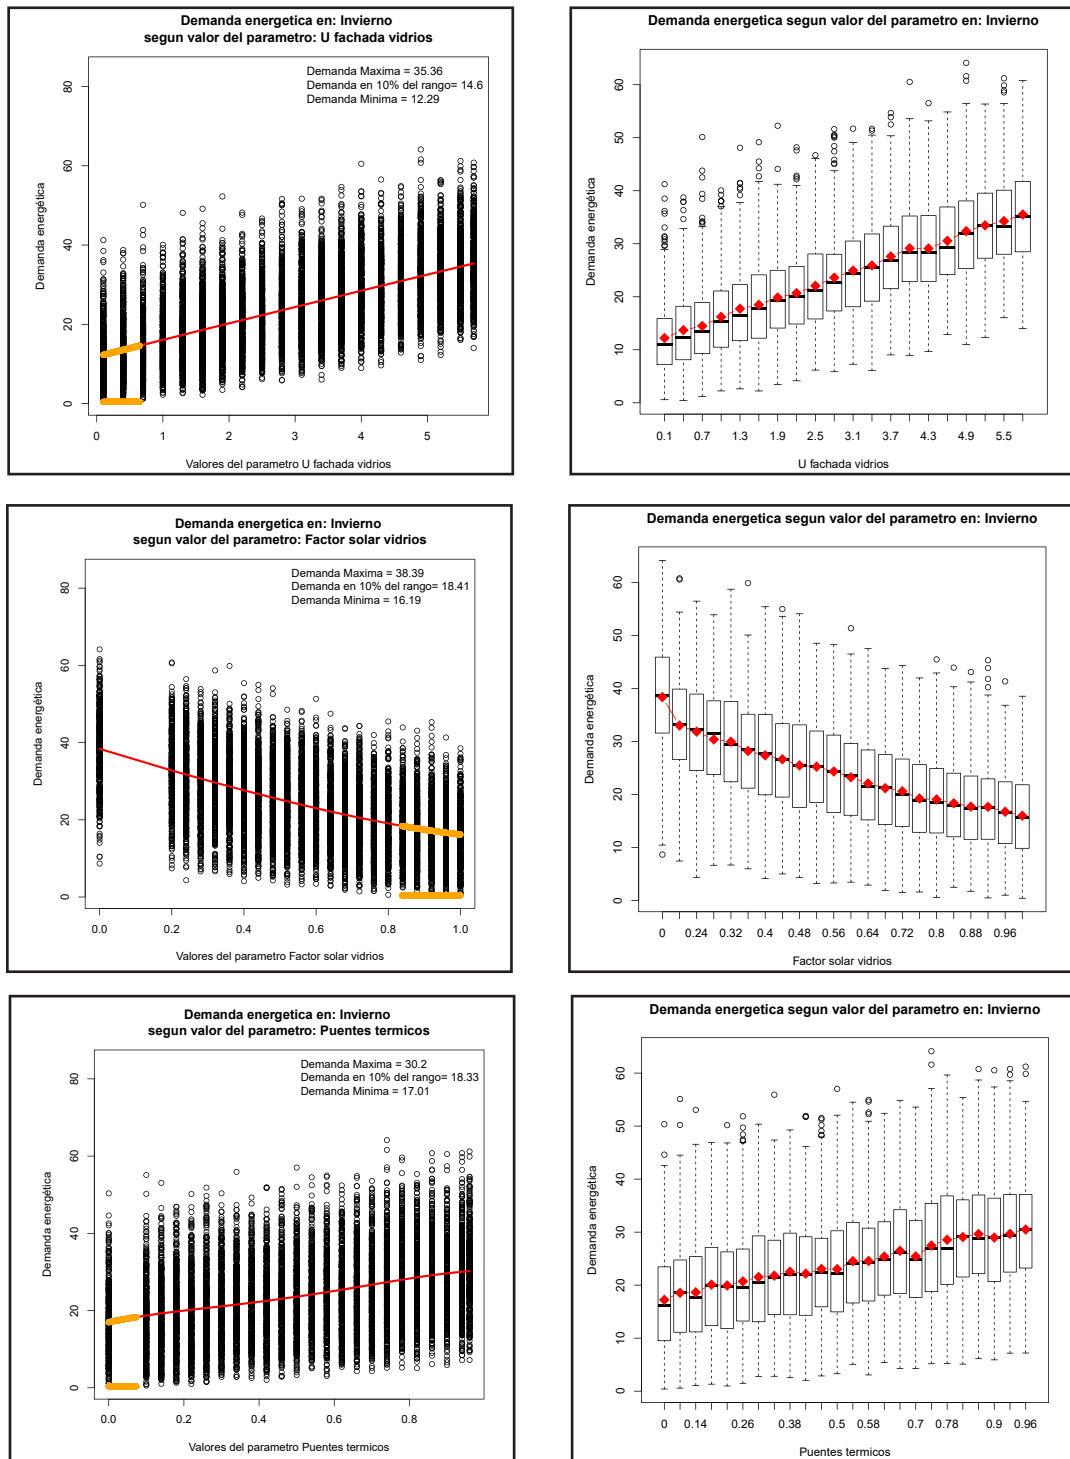 Demanda energetica en: Invierno
segun valor del parametro: U fachada vidrios
Demanda Maxima = 35.36
Demanda en 10% del rango= 14.6
Demanda Minima = 12.29
Demanda energética
80
60
40
20
0
0 1 2 3 4 5
Valores del parametro U fachada vidrios
Demanda energetica segun valor del parametro en: Invierno
Demanda energética
60
50
40
30
20
10
0
0.1 0.7 1.3 1.9 2.5 3.1 3.7 4.3 4.9 5.5
U fachada vidrios
Demanda energetica en: Invierno
segun valor del parametro: Factor solar vidrios
Demanda Maxima = 38.39
Demanda en 10% del rango= 18.41
Demanda Minima = 16.19
Demanda energética
80
60
40
20
0
0.0 0.2 0.4 0.6 0.8 1.0
Valores del parametro Factor solar vidrios
Demanda energetica segun valor del parametro en: Invierno
Demanda energética
60
50
40
30
20
10
0
0 0.24 0.32 0.4 0.48 0.56 0.64 0.72 0.8 0.88 0.96
Factor solar vidrios
Demanda energetica en: Invierno
segun valor del parametro: Puentes termicos
Demanda Maxima = 30.2
Demanda en 10% del rango= 18.33
Demanda Minima = 17.01
Demanda energética
80
60
40
20
0
0.0 0.2 0.4 0.6 0.8
Valores del parametro Puentes termicos
Demanda energetica segun valor del parametro en: Invierno
Demanda energética
60
50
40
30
20
10
0
0 0.14 0.26 0.38 0.5 0.58 0.7 0.78 0.9 0.96
Puentes termicos